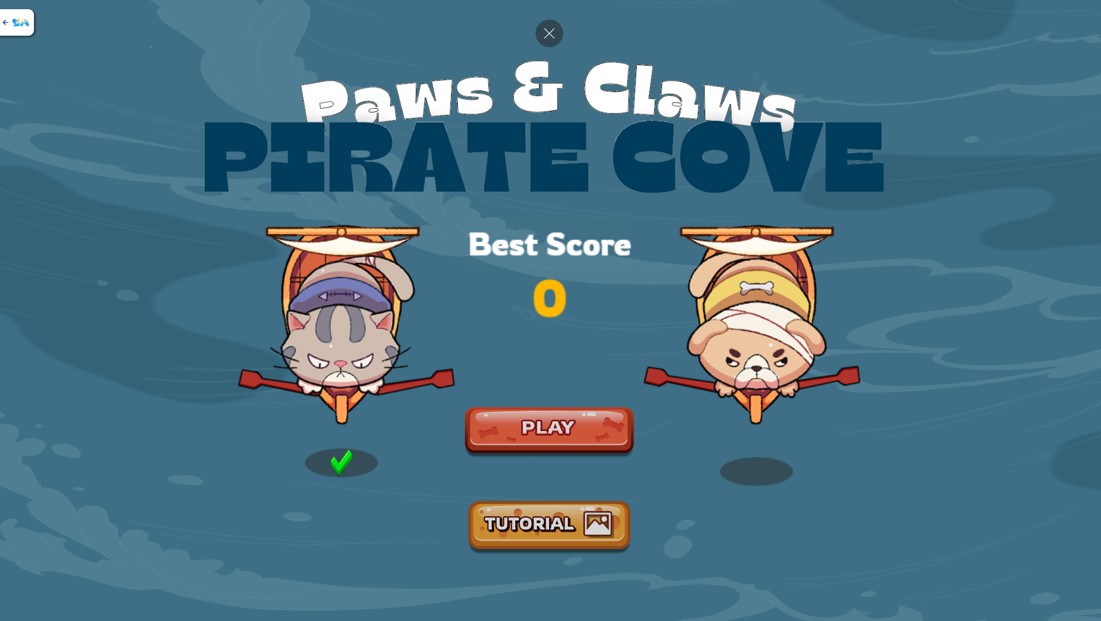 Paws & Claws
PIRATE COVE
Best Score
0
PLAY
TUTORIAL